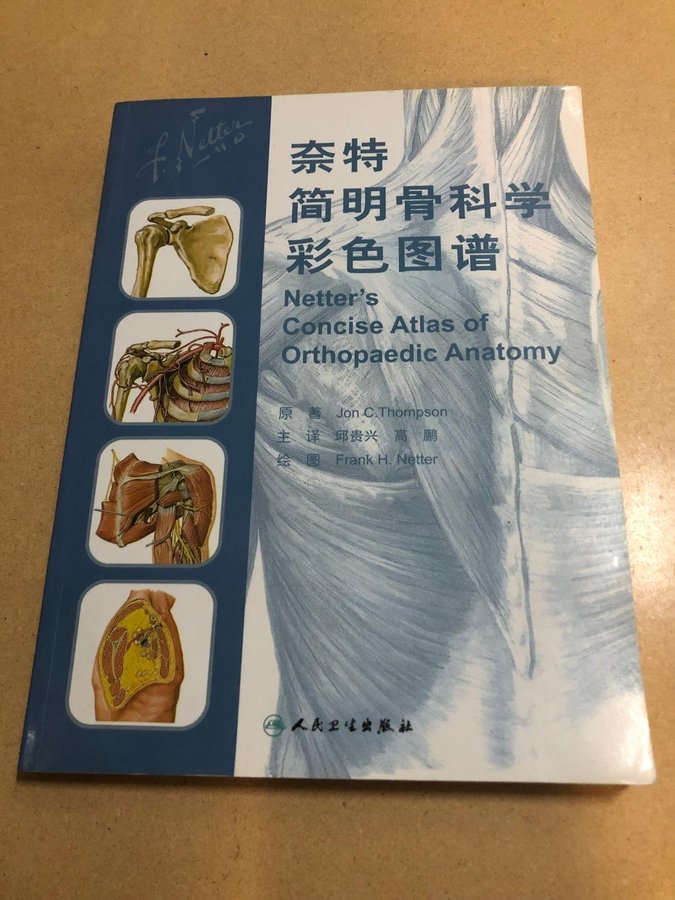 F. Netter
M.D.
奈特
简明骨科学
彩色图谱
Netter's
Concise Atlas of
Orthopaedic Anatomy
原 著 Jon C.Thompson
主 译 邱贵兴 高 鹏
绘 图 Frank H. Netter
人民卫生出版社